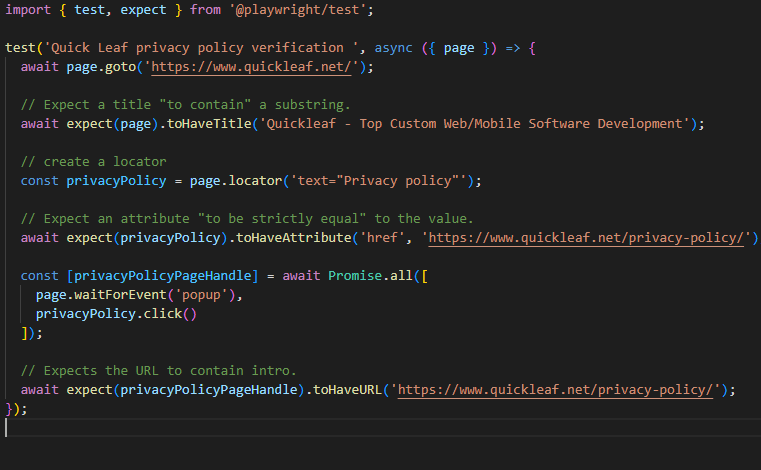 import { test, expect } from '@playwright/test';
test('Quick Leaf privacy policy verification ', async ({ page }) => {
await page.goto('https://www.quickleaf.net/');
// Expect a title "to contain" a substring.
await expect(page).toHaveTitle('Quickleaf - Top Custom Web/Mobile Software Development');
// create a locator
const privacyPolicy = page.locator('text="Privacy policy"');
// Expect an attribute "to be strictly equal" to the value.
await expect(privacyPolicy).toHaveAttribute('href', 'https://www.quickleaf.net/privacy-policy/')
const [privacyPolicyPageHandle] = await Promise.all([
page.waitForEvent('popup'),
privacyPolicy.click()
]);
// Expects the URL to contain intro.
await expect(privacyPolicyPageHandle).toHaveURL('https://www.quickleaf.net/privacy-policy/');
});